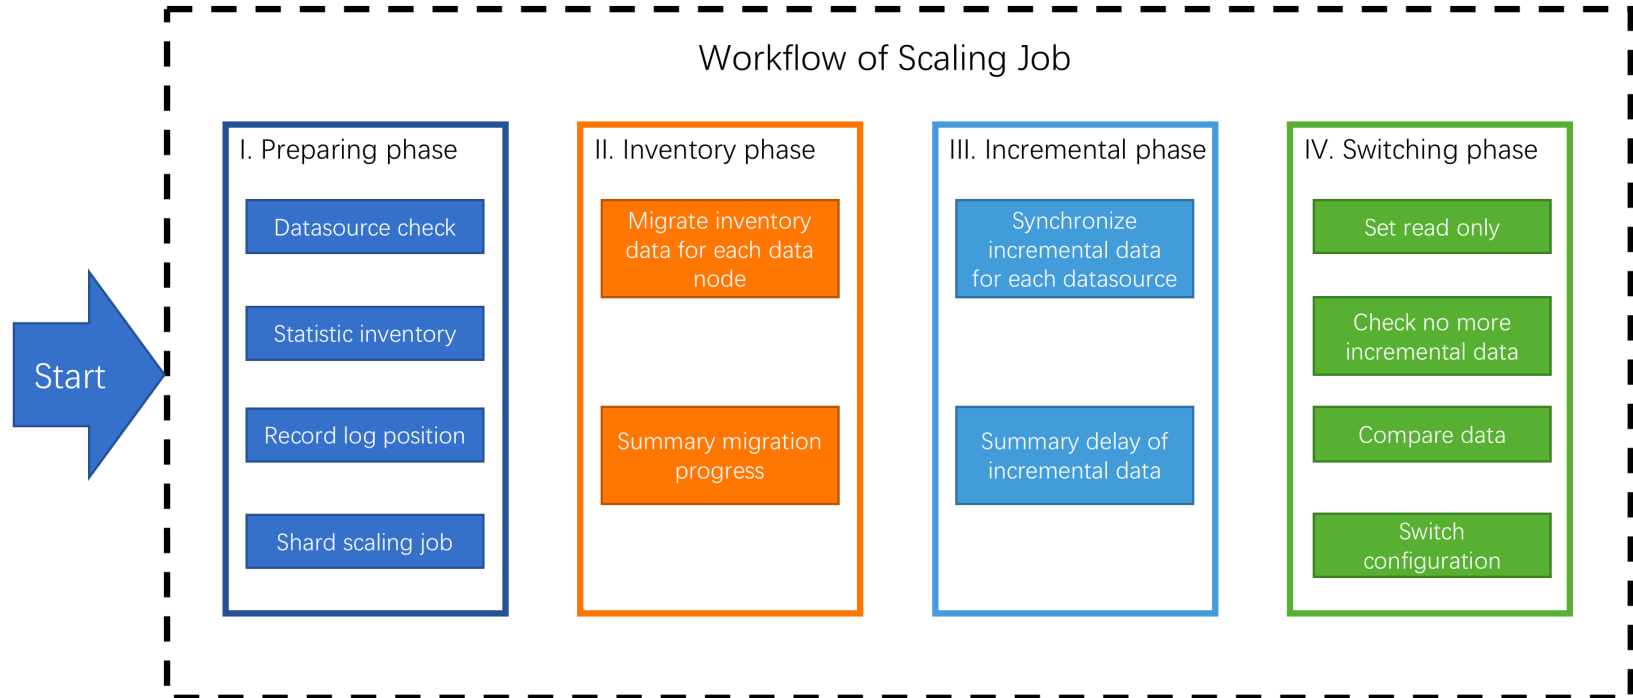 Workflow of Scaling Job
Start
I. Preparing phase
Datasource check
Statistic inventory
Record log position
Shard scaling job
II. Inventory phase
Migrate inventory
data for each data
node
Summary migration
progress
III. Incremental phase
Synchronize
incremental data
for each datasource
Summary delay of
incremental data
IV. Switching phase
Set read only
Check no more
incremental data
Compare data
Switch
configuration